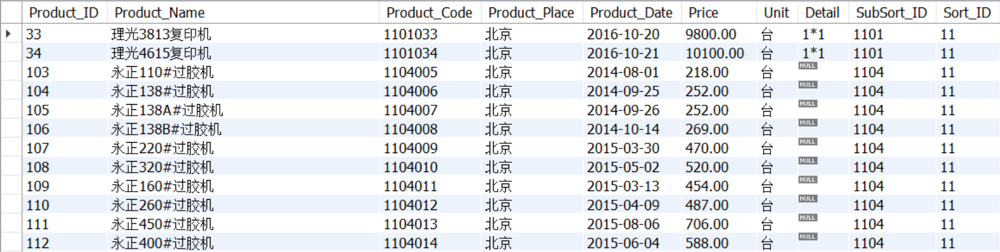 Product_ID Product_Name Product_Code Product_Place Product_Date Price Unit Detail SubSort_ID Sort_ID
33 理光3813复印机 1101033 北京 2016-10-20 9800.00 台 1*1 1101 11
34 理光4615复印机 1101034 北京 2016-10-21 10100.00 台 1*1 1101 11
103 永正110#过胶机 1104005 北京 2014-08-01 218.00 台 NULL 1104 11
104 永正138#过胶机 1104006 北京 2014-09-25 252.00 台 NULL 1104 11
105 永正138A#过胶机 1104007 北京 2014-09-26 252.00 台 NULL 1104 11
106 永正138B#过胶机 1104008 北京 2014-10-14 269.00 台 NULL 1104 11
107 永正220#过胶机 1104009 北京 2015-03-30 470.00 台 NULL 1104 11
108 永正320#过胶机 1104010 北京 2015-05-02 520.00 台 NULL 1104 11
109 永正160#过胶机 1104011 北京 2015-03-13 454.00 台 NULL 1104 11
110 永正260#过胶机 1104012 北京 2015-04-09 487.00 台 NULL 1104 11
111 永正450#过胶机 1104013 北京 2015-08-06 706.00 台 NULL 1104 11
112 永正400#过胶机 1104014 北京 2015-06-04 588.00 台 NULL 1104 11